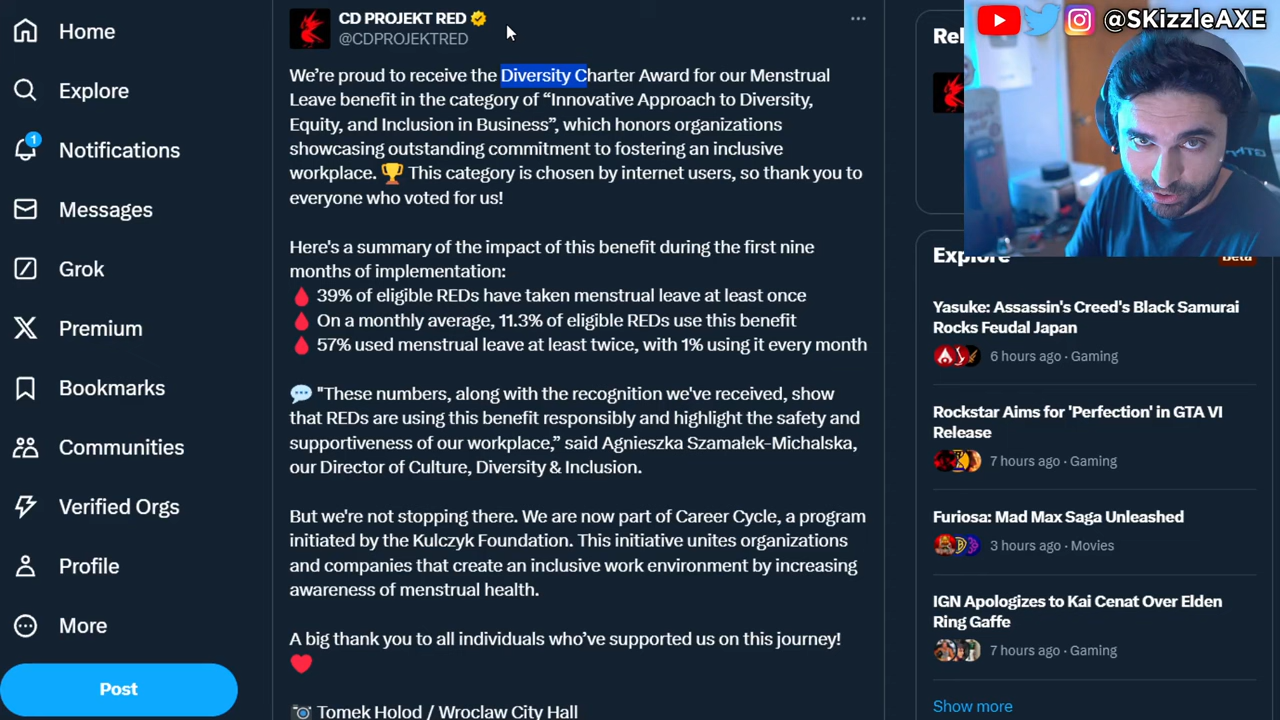 Home
Explore
1
Notifications
Messages
Grok
Premium
Bookmarks
Communities
Verified Orgs
Profile
More
Post
CD PROJEKT RED
@CDPROJEKTRED
We’re proud to receive the Diversity Charter Award for our Menstrual
Leave benefit in the category of “Innovative Approach to Diversity,
Equity, and Inclusion in Business”, which honors organizations
showcasing outstanding commitment to fostering an inclusive
workplace. 🏆 This category is chosen by internet users, so thank you to
everyone who voted for us!
Here's a summary of the impact of this benefit during the first nine
months of implementation:
🩸 39% of eligible REDs have taken menstrual leave at least once
🩸 On a monthly average, 11.3% of eligible REDs use this benefit
🩸 57% used menstrual leave at least twice, with 1% using it every month
💬 "These numbers, along with the recognition we've received, show
that REDs are using this benefit responsibly and highlight the safety and
supportiveness of our workplace,” said Agnieszka Szamałek-Michalska,
our Director of Culture, Diversity & Inclusion.
But we're not stopping there. We are now part of Career Cycle, a program
initiated by the Kulczyk Foundation. This initiative unites organizations
and companies that create an inclusive work environment by increasing
awareness of menstrual health.
A big thank you to all individuals who’ve supported us on this journey!
❤️
📸 Tomek Holod / Wroclaw City Hall
@SKizzleAXE
Rel
Explore
Beta
Yasuke: Assassin's Creed's Black Samurai
Rocks Feudal Japan
6 hours ago · Gaming
Rockstar Aims for 'Perfection' in GTA VI
Release
7 hours ago · Gaming
Furiosa: Mad Max Saga Unleashed
3 hours ago · Movies
IGN Apologizes to Kai Cenat Over Elden
Ring Gaffe
7 hours ago · Gaming
Show more